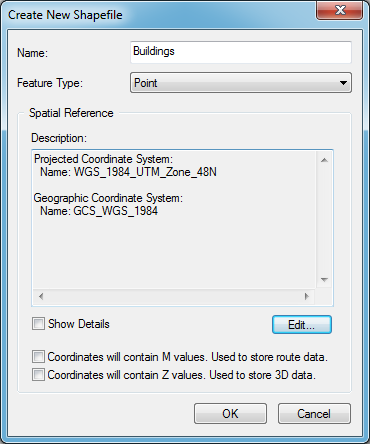 Create New Shapefile
Name: Buildings
Feature Type: Point
Spatial Reference
Description:
Projected Coordinate System:
Name: WGS_1984_UTM_Zone_48N
Geographic Coordinate System:
Name: GCS_WGS_1984
Show Details
Edit...
Coordinates will contain M values. Used to store route data.
Coordinates will contain Z values. Used to store 3D data.
OK
Cancel